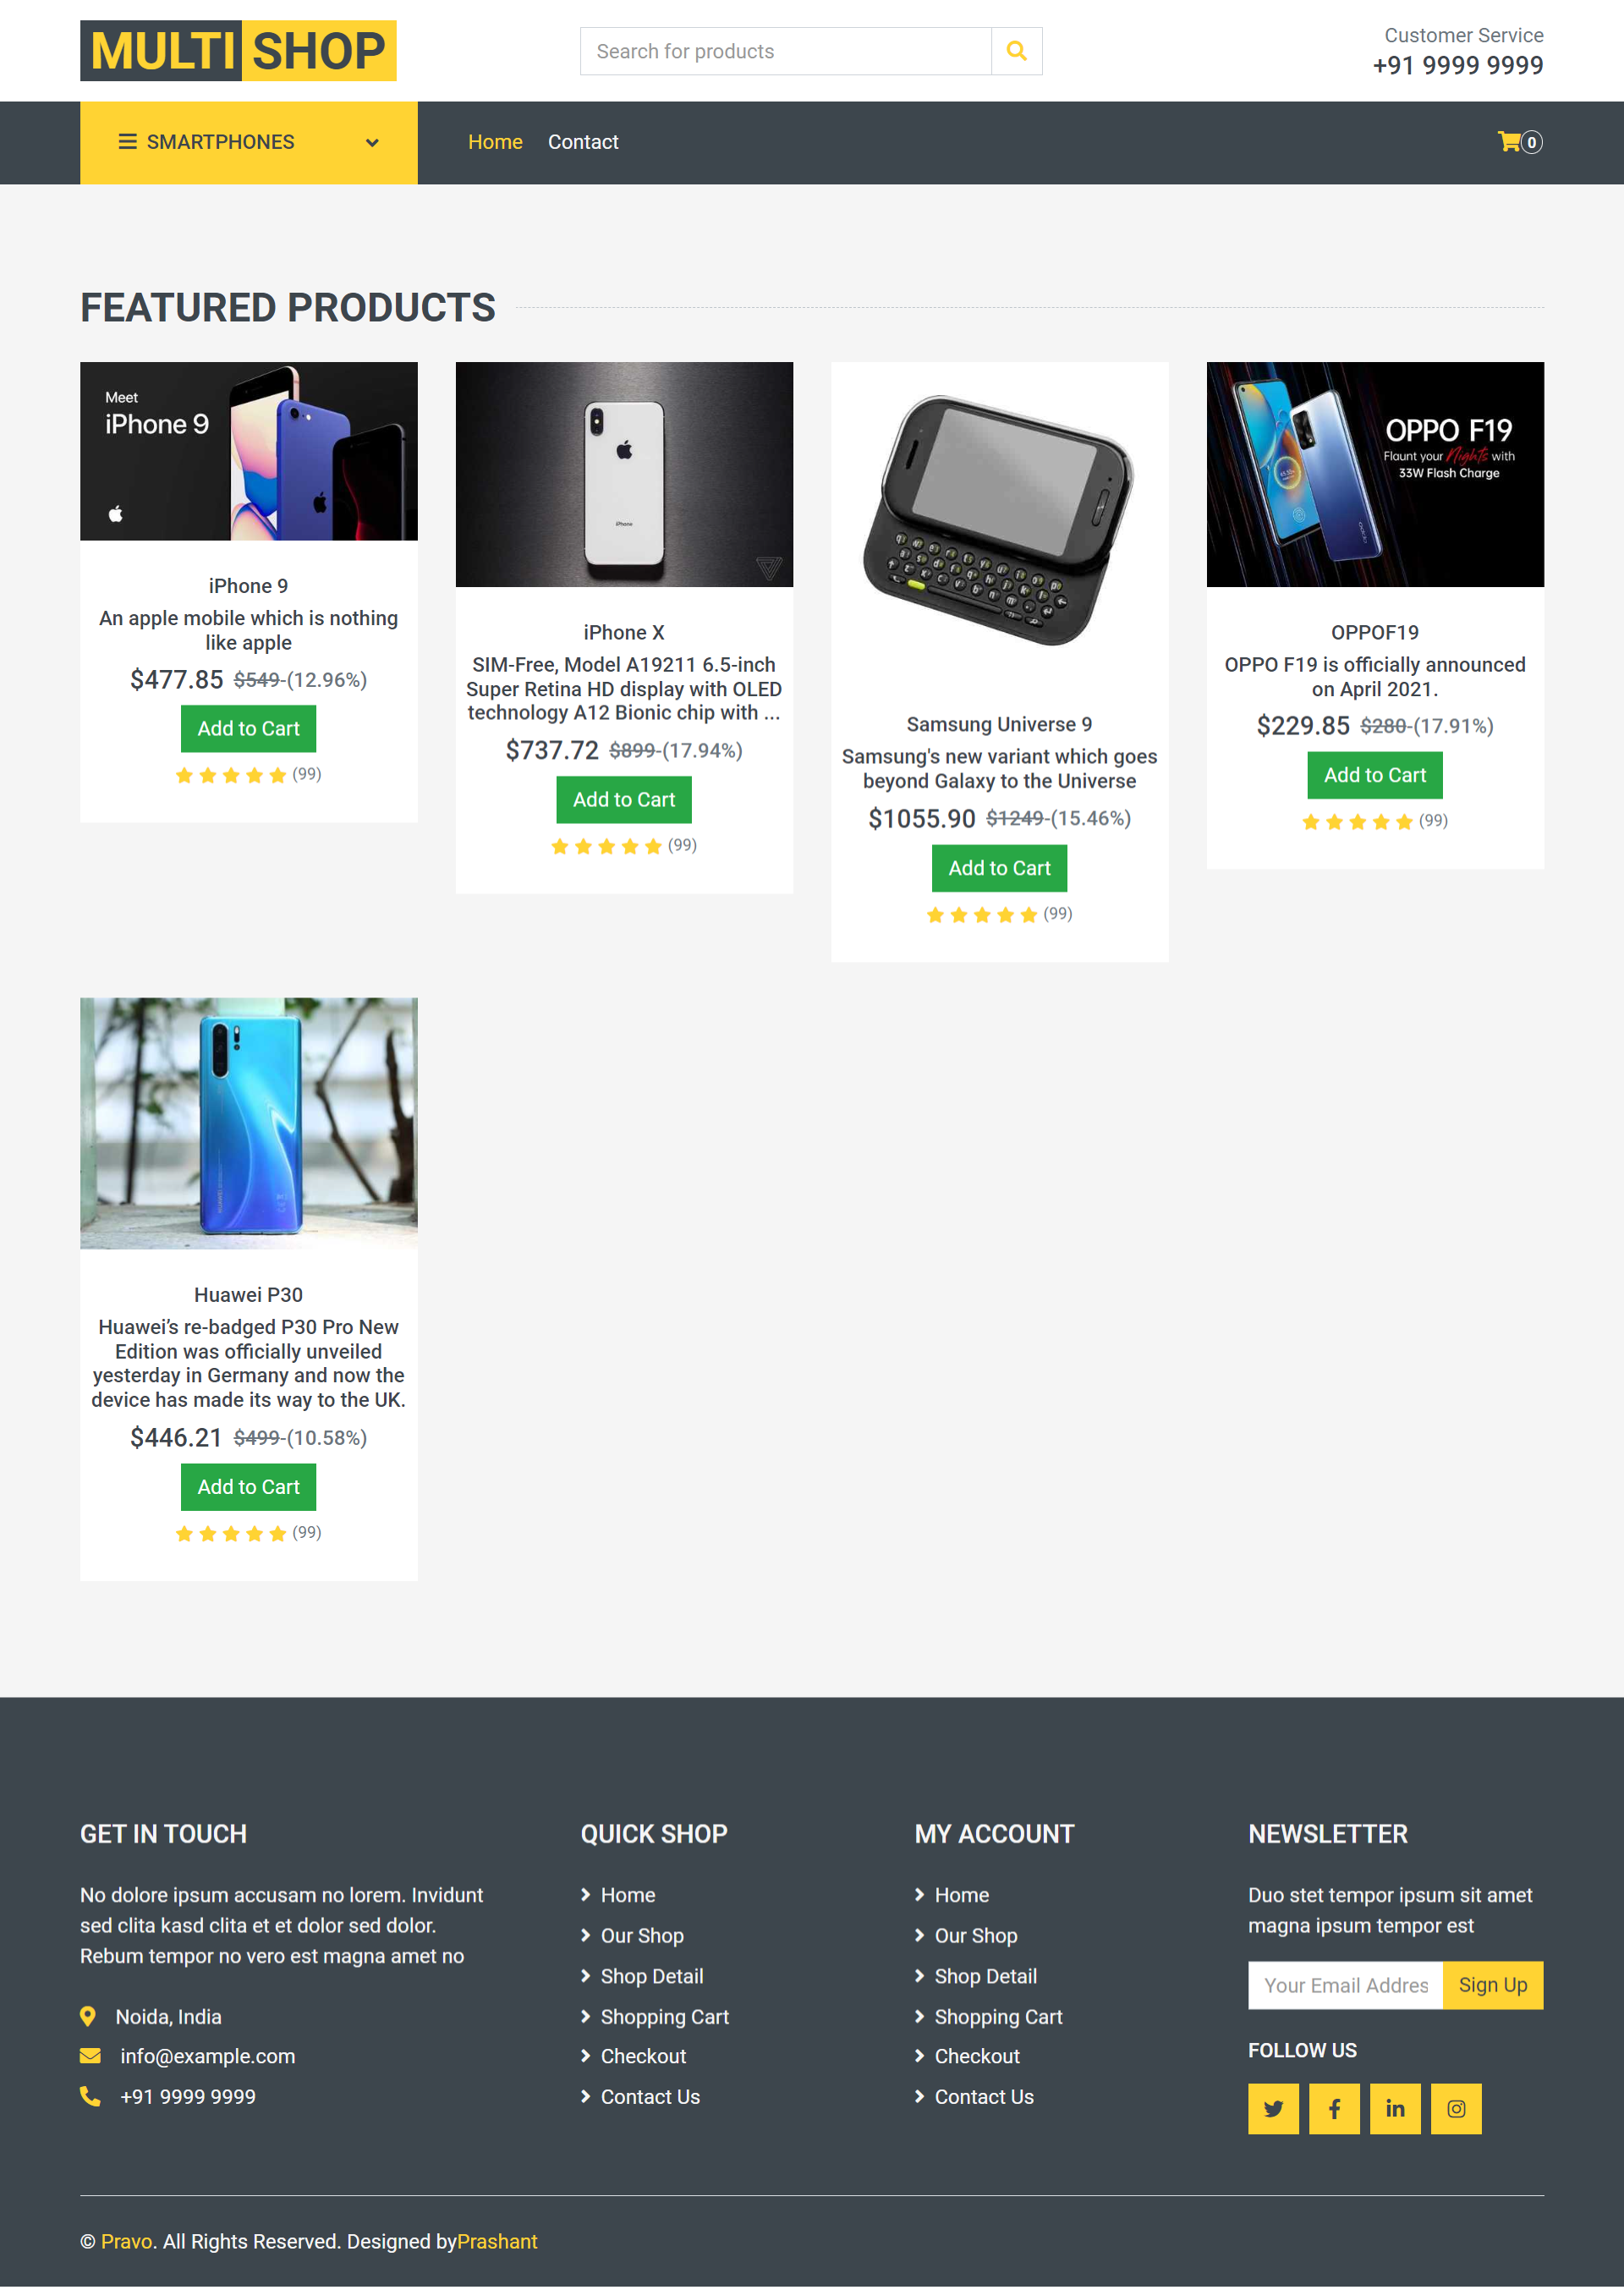 MULTI SHOP
Search for products
Customer Service
+91 9999 9999
SMARTPHONES
Home
Contact
0
FEATURED PRODUCTS
Meet
iPhone 9
iPhone 9
An apple mobile which is nothing
like apple
$477.85 $549-(12.96%)
Add to Cart
(99)
iPhone
iPhone X
SIM-Free, Model A19211 6.5-inch
Super Retina HD display with OLED
technology A12 Bionic chip with ...
$737.72 $899-(17.94%)
Add to Cart
(99)
Samsung Universe 9
Samsung's new variant which goes
beyond Galaxy to the Universe
$1055.90 $1249-(15.46%)
Add to Cart
(99)
OPPO F19
Flaunt your Nights with
33W Flash Charge
OPPOF19
OPPO F19 is officially announced
on April 2021.
$229.85 $280-(17.91%)
Add to Cart
(99)
Huawei P30
Huawei’s re-badged P30 Pro New
Edition was officially unveiled
yesterday in Germany and now the
device has made its way to the UK.
$446.21 $499-(10.58%)
Add to Cart
(99)
GET IN TOUCH
No dolore ipsum accusam no lorem. Invidunt
sed clita kasd clita et et dolor sed dolor.
Rebum tempor no vero est magna amet no
Noida, India
info@example.com
+91 9999 9999
QUICK SHOP
Home
Our Shop
Shop Detail
Shopping Cart
Checkout
Contact Us
MY ACCOUNT
Home
Our Shop
Shop Detail
Shopping Cart
Checkout
Contact Us
NEWSLETTER
Duo stet tempor ipsum sit amet
magna ipsum tempor est
Your Email Addres
Sign Up
FOLLOW US
© Pravo. All Rights Reserved. Designed byPrashant